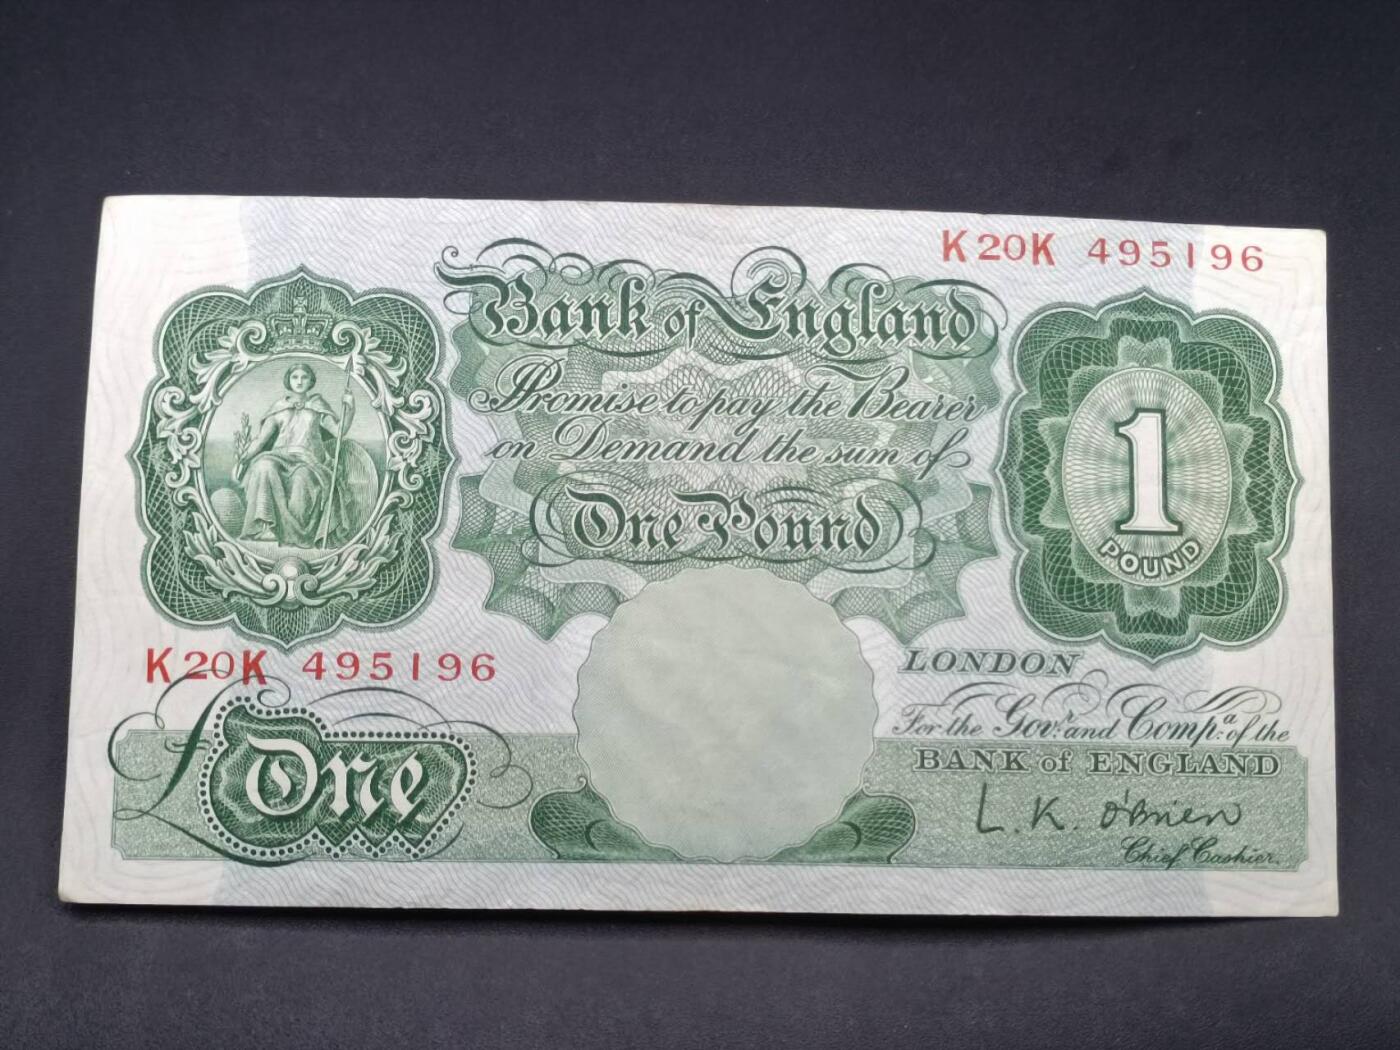 K20K 495196
Bank of England
Promise to pay the Bearer
on Demand the sum of
One Pound
1
POUND
K20K 495196
LONDON
For the Govr. and Compa. of the
BANK of ENGLAND
£One
L. K. O'Brien
Chief Cashier.